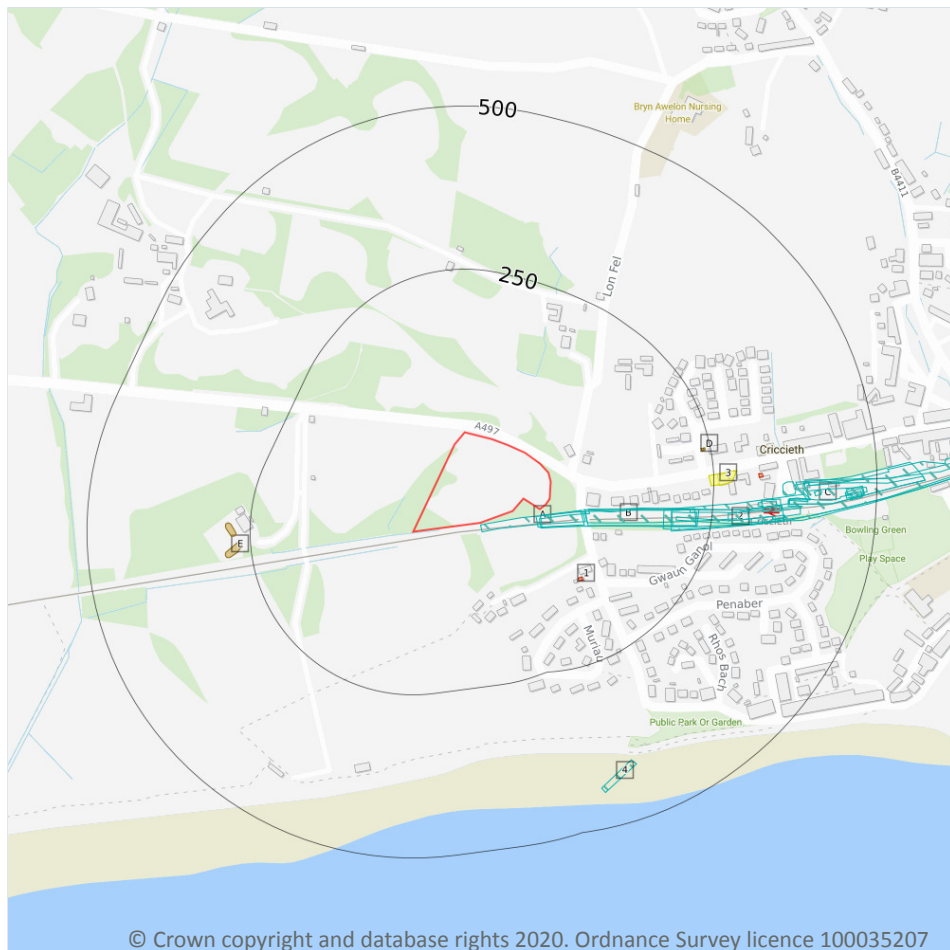 500
Bryn Awelon Nursing
Home
B4411
Lon Fel
250
A497
D
Criccieth
3
C
A
B
2
Bowling Green
E
Play Space
1
Gwaun Ganol
Penaber
Muriau
Rhos Bach
Public Park Or Garden
4
© Crown copyright and database rights 2020. Ordnance Survey licence 100035207